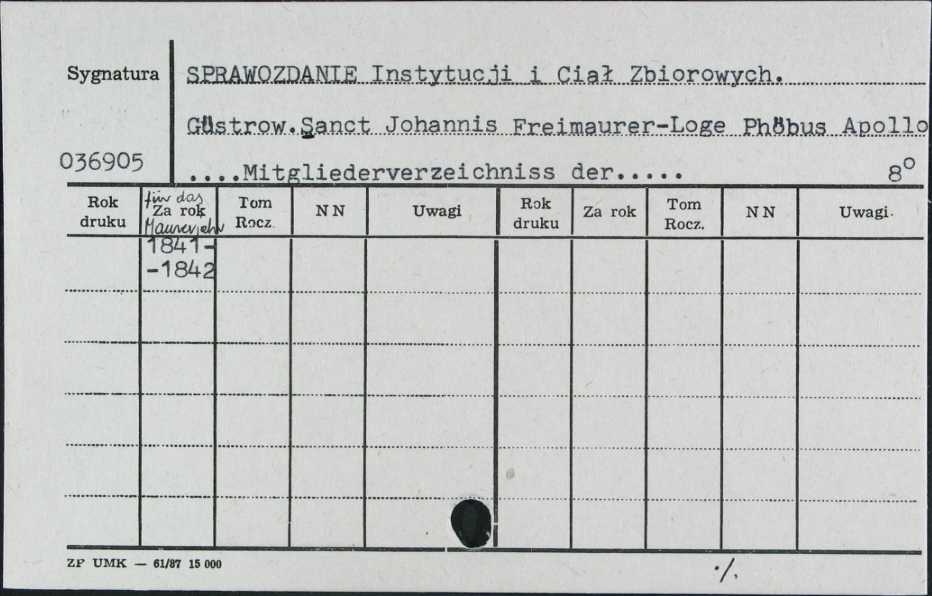 Sygnatura
SPRAWOZDANIE Instytucji i Ciał Zbiorowych.
Güstrow.Sanct Johannis Freimaurer-Loge Phöbus Apollo
036905
....Mitgliederverzeichniss der..... 8°
Rok druku für das Za rok Maurerjahr Tom Rocz. N N Uwagi Rok druku Za rok Tom Rocz. N N Uwagi.
1841-
-1842
ZP UMK — 61/87 15 000
·/.